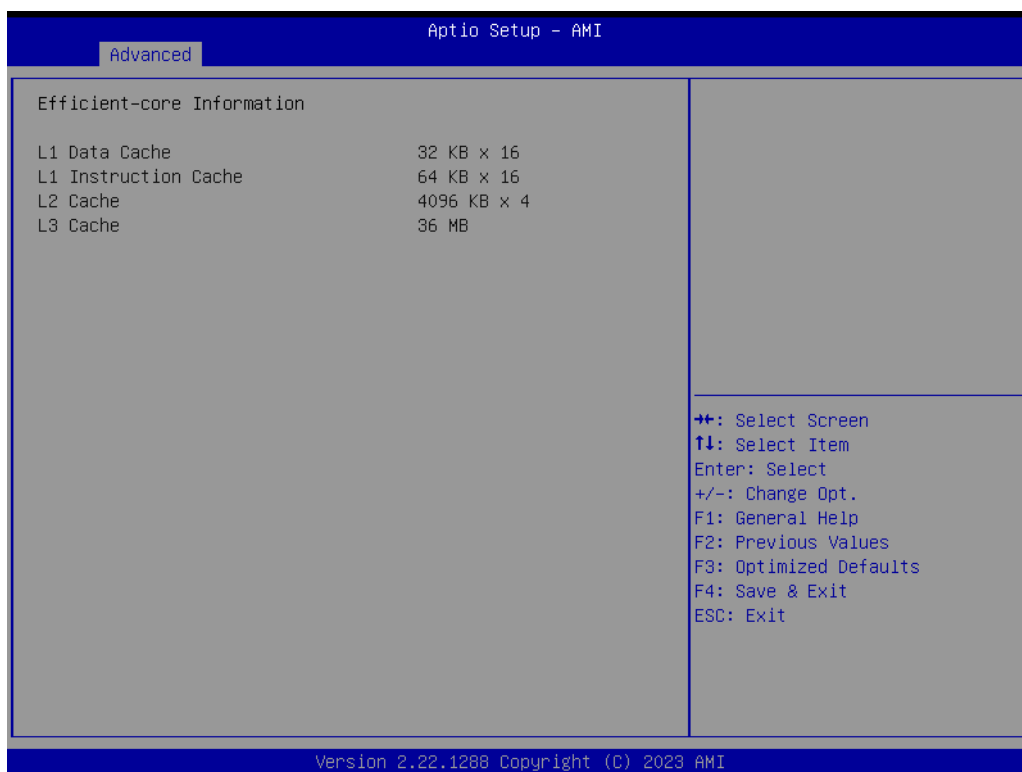 Aptio Setup - AMI
Advanced
Efficient-core Information
L1 Data Cache 32 KB x 16
L1 Instruction Cache 64 KB x 16
L2 Cache 4096 KB x 4
L3 Cache 36 MB
→←: Select Screen
↑↓: Select Item
Enter: Select
+/-: Change Opt.
F1: General Help
F2: Previous Values
F3: Optimized Defaults
F4: Save & Exit
ESC: Exit
Version 2.22.1288 Copyright (C) 2023 AMI